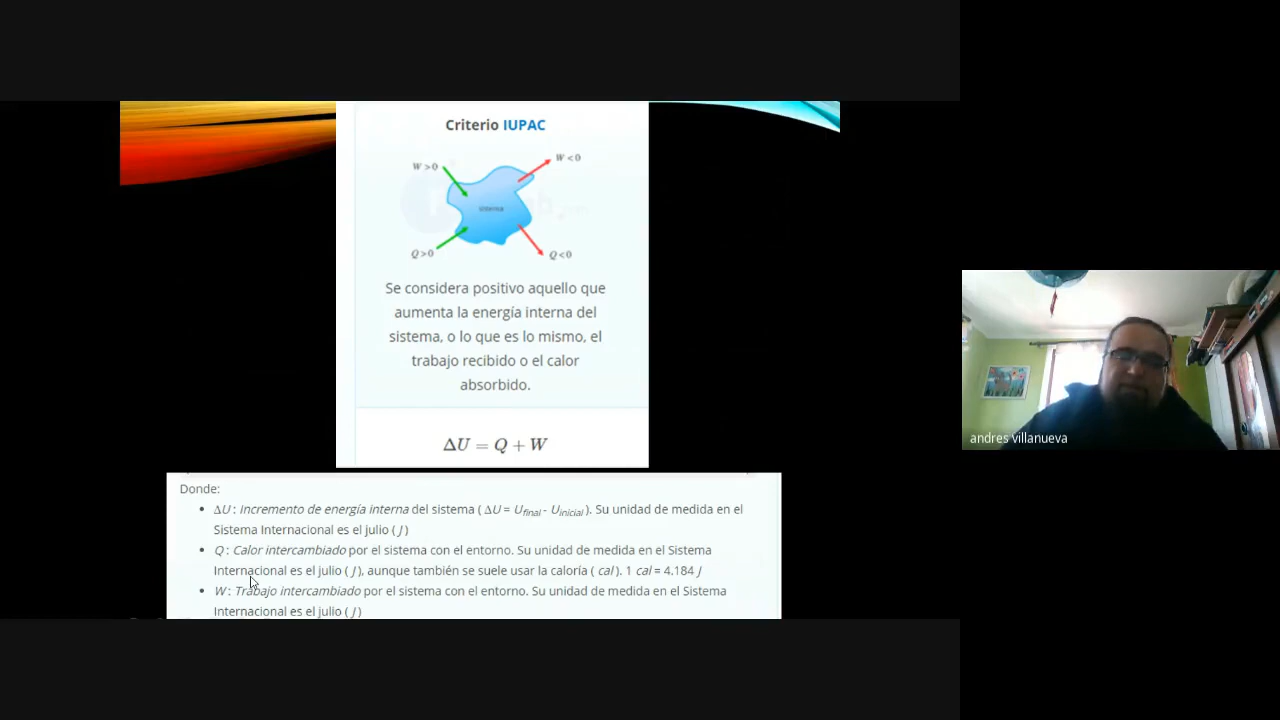 Criterio IUPAC
W > 0
W < 0
Q > 0
Q < 0
Se considera positivo aquello que
aumenta la energía interna del
sistema, o lo que es lo mismo, el
trabajo recibido o el calor
absorbido.
ΔU = Q + W
Donde:
• ΔU : Incremento de energía interna del sistema ( ΔU = Ufinal - Uinicial ). Su unidad de medida en el
Sistema Internacional es el julio ( J )
• Q : Calor intercambiado por el sistema con el entorno. Su unidad de medida en el Sistema
Internacional es el julio ( J ), aunque también se suele usar la caloría ( cal ). 1 cal = 4.184 J
• W : Trabajo intercambiado por el sistema con el entorno. Su unidad de medida en el Sistema
Internacional es el julio ( J )
andres villanueva